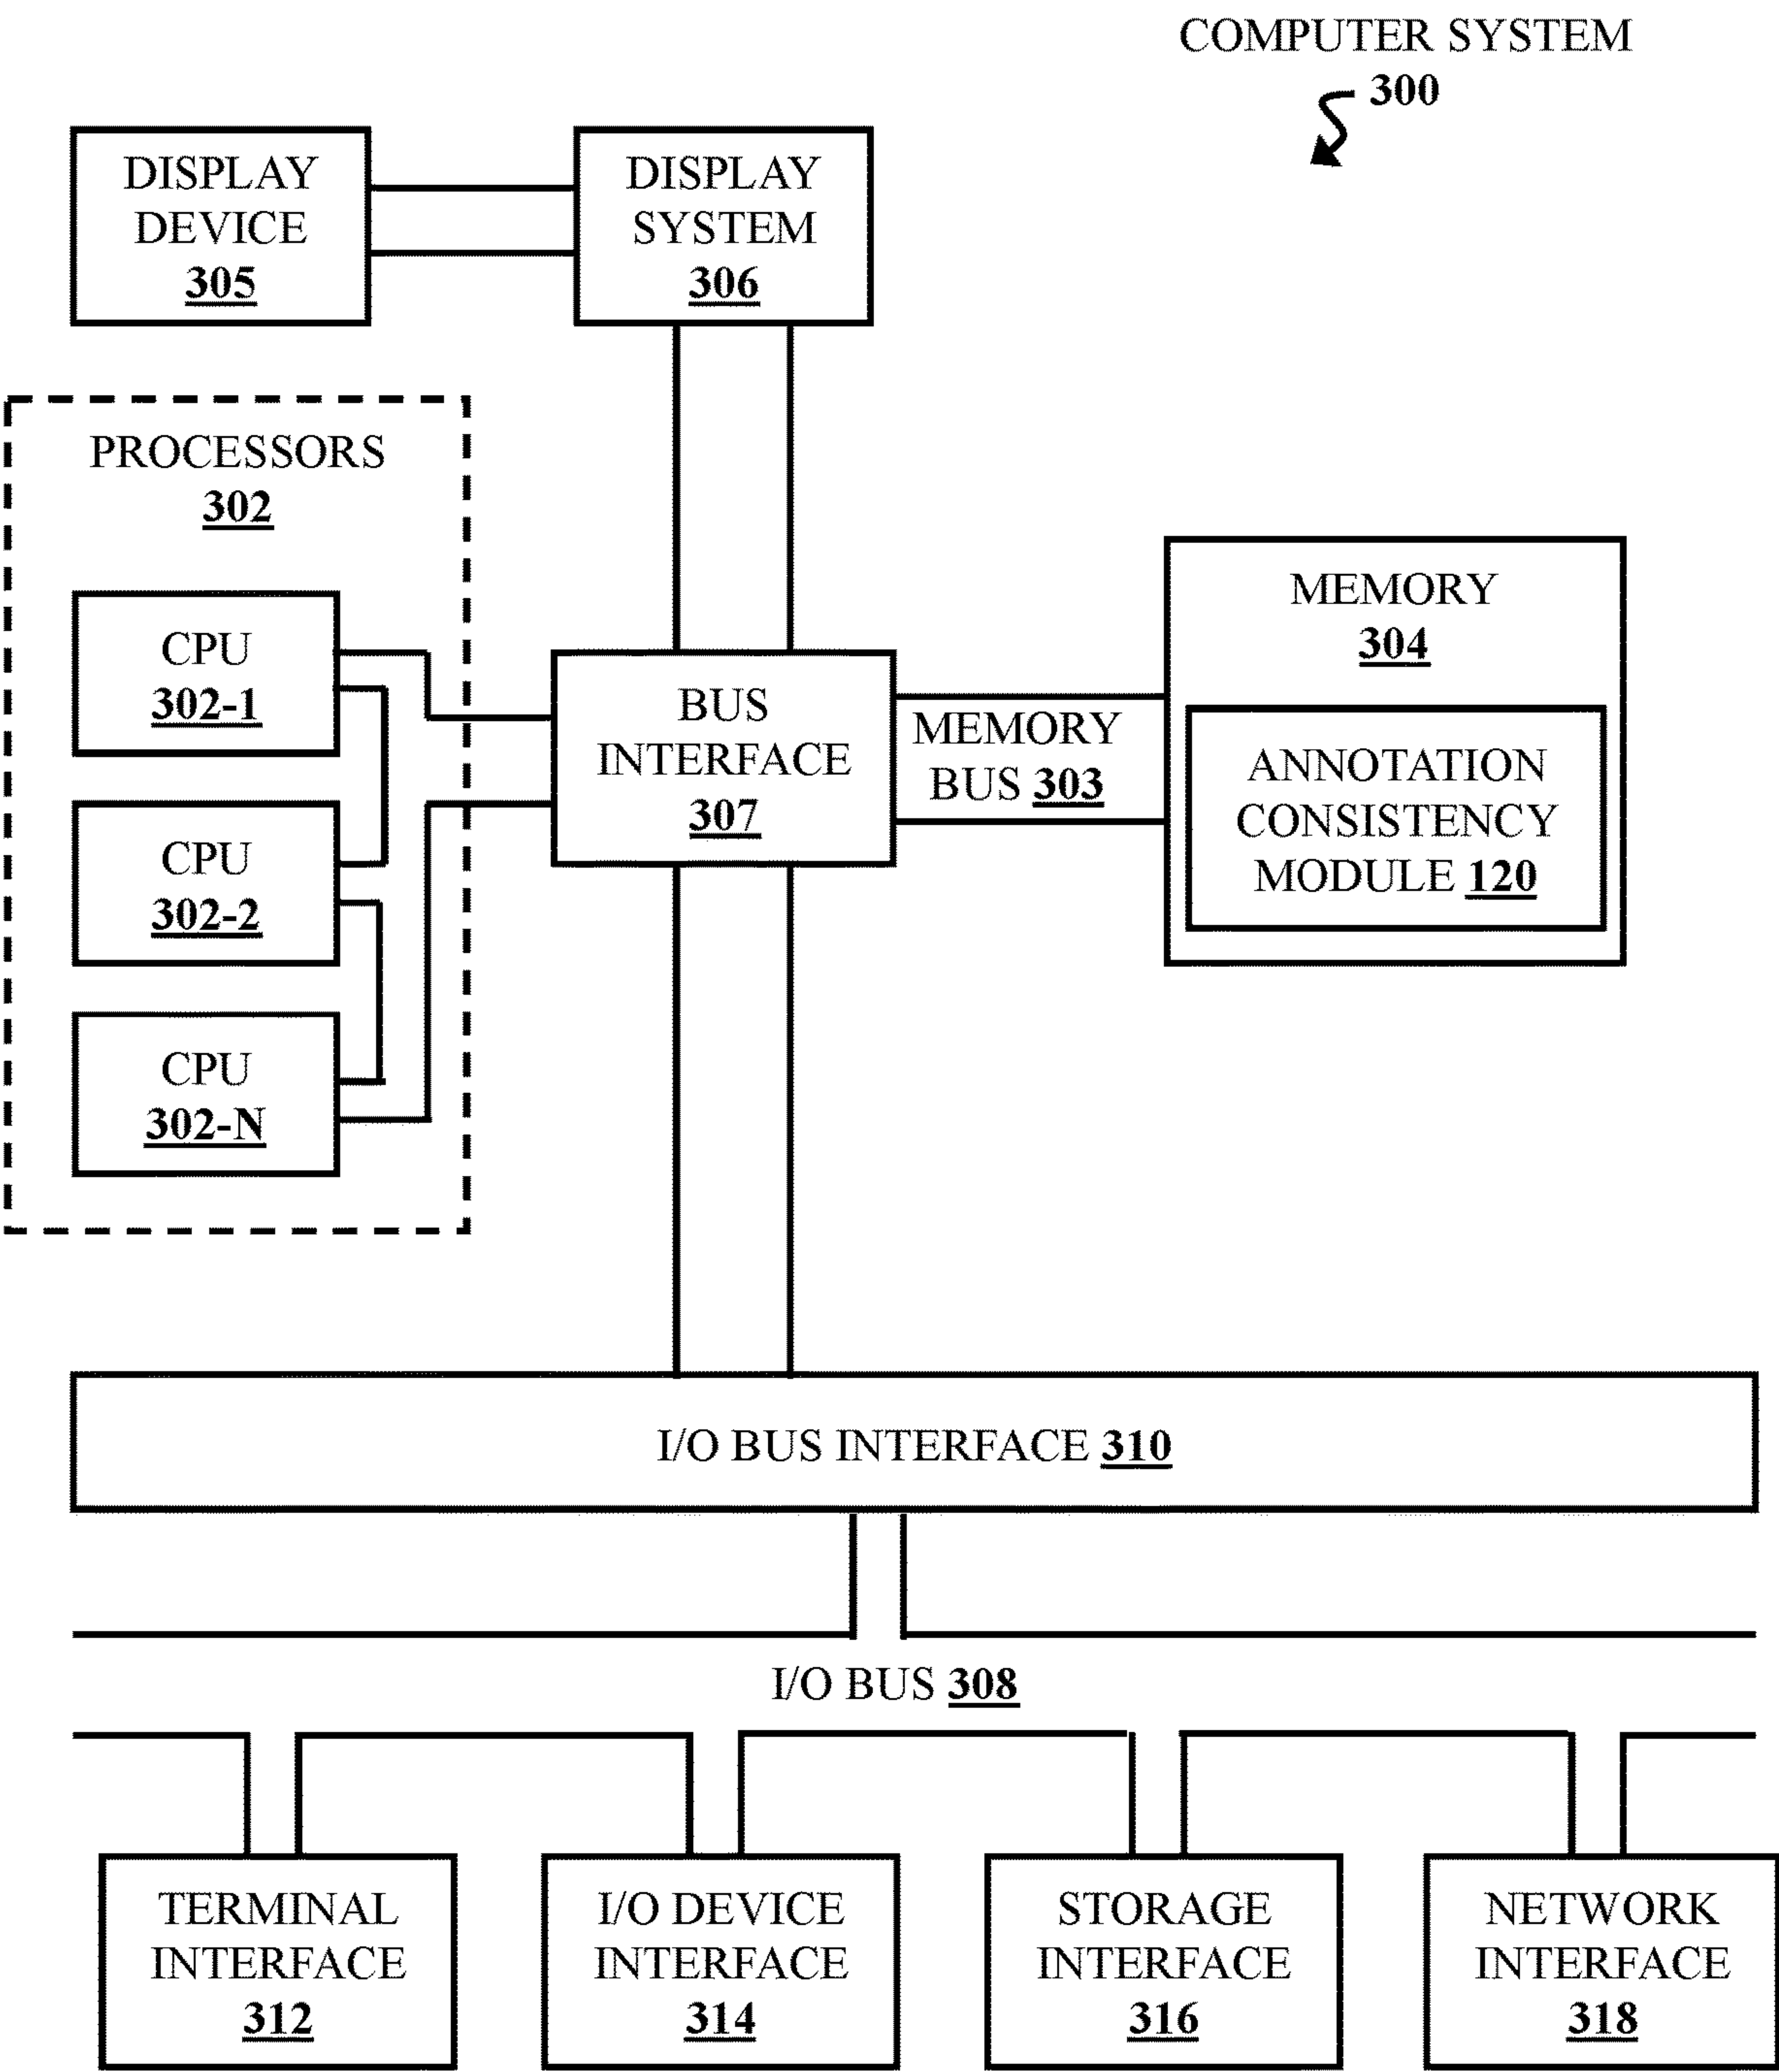 COMPUTER SYSTEM
300
DISPLAY
DEVICE
305
DISPLAY
SYSTEM
306
PROCESSORS
302
CPU
302-1
CPU
302-2
CPU
302-N
BUS
INTERFACE
307
MEMORY
BUS 303
MEMORY
304
ANNOTATION
CONSISTENCY
MODULE 120
I/O BUS INTERFACE 310
I/O BUS 308
TERMINAL
INTERFACE
312
I/O DEVICE
INTERFACE
314
STORAGE
INTERFACE
316
NETWORK
INTERFACE
318